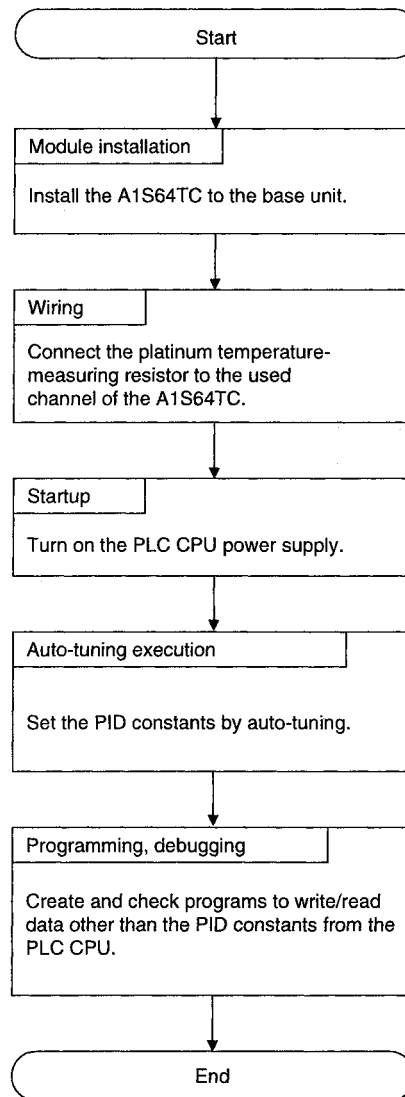 Start
Module installation
Install the A1S64TC to the base unit.
Wiring
Connect the platinum temperature-
measuring resistor to the used
channel of the A1S64TC.
Startup
Turn on the PLC CPU power supply.
Auto-tuning execution
Set the PID constants by auto-tuning.
Programming, debugging
Create and check programs to write/read
data other than the PID constants from the
PLC CPU.
End